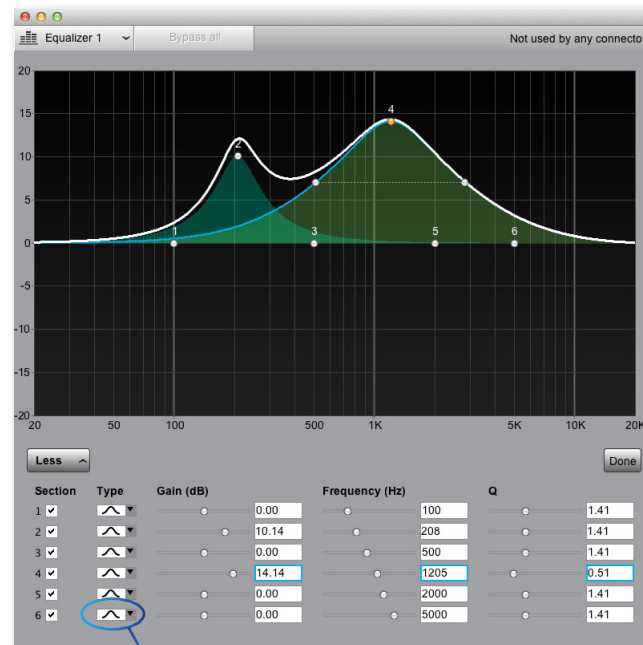 Equalizer 1 Bypass all Not used by any connecto
20
15
10
5
0
-5
-10
-15
-20
4
2
1 3 5 6
20 50 100 500 1K 5K 10K 20K
Less Done
Section Type Gain (dB) Frequency (Hz) Q
1 0.00 100 1.41
2 10.14 208 1.41
3 0.00 500 1.41
4 14.14 1205 0.51
5 0.00 2000 1.41
6 0.00 5000 1.41